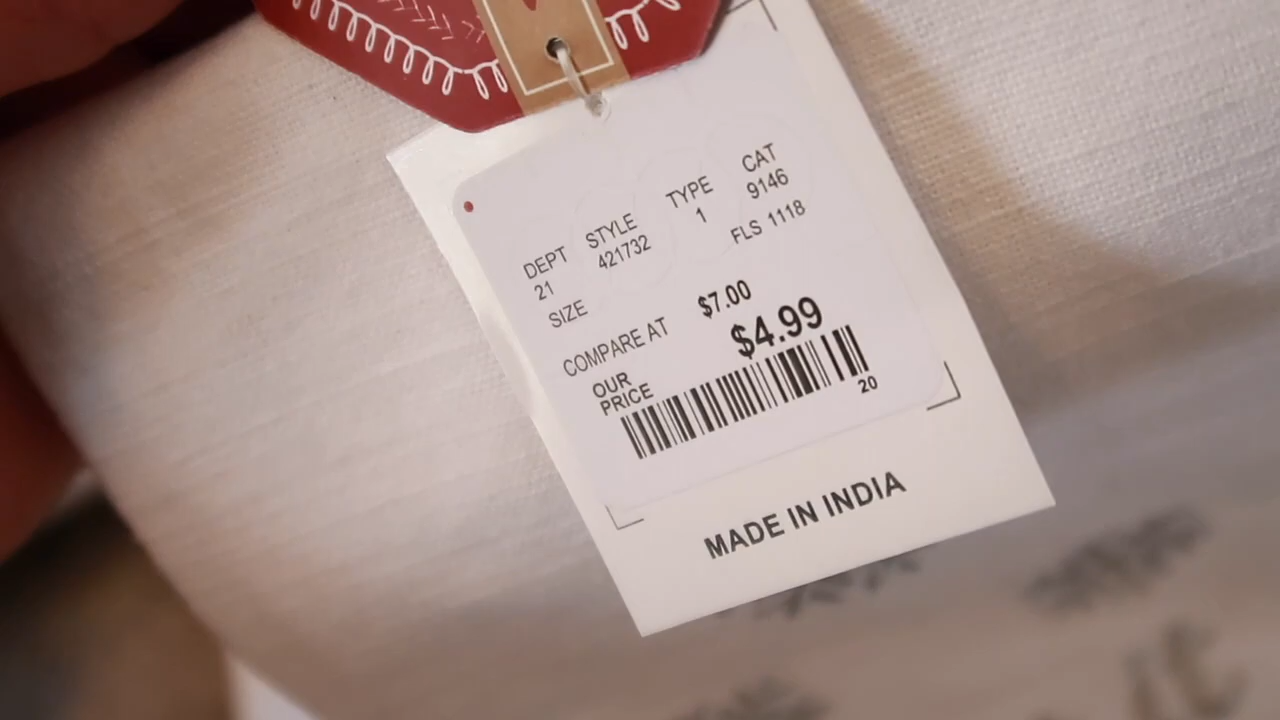 DEPT STYLE TYPE CAT
21 421732 1 9146
SIZE FLS 1118
COMPARE AT $7.00
OUR PRICE $4.99
20
MADE IN INDIA